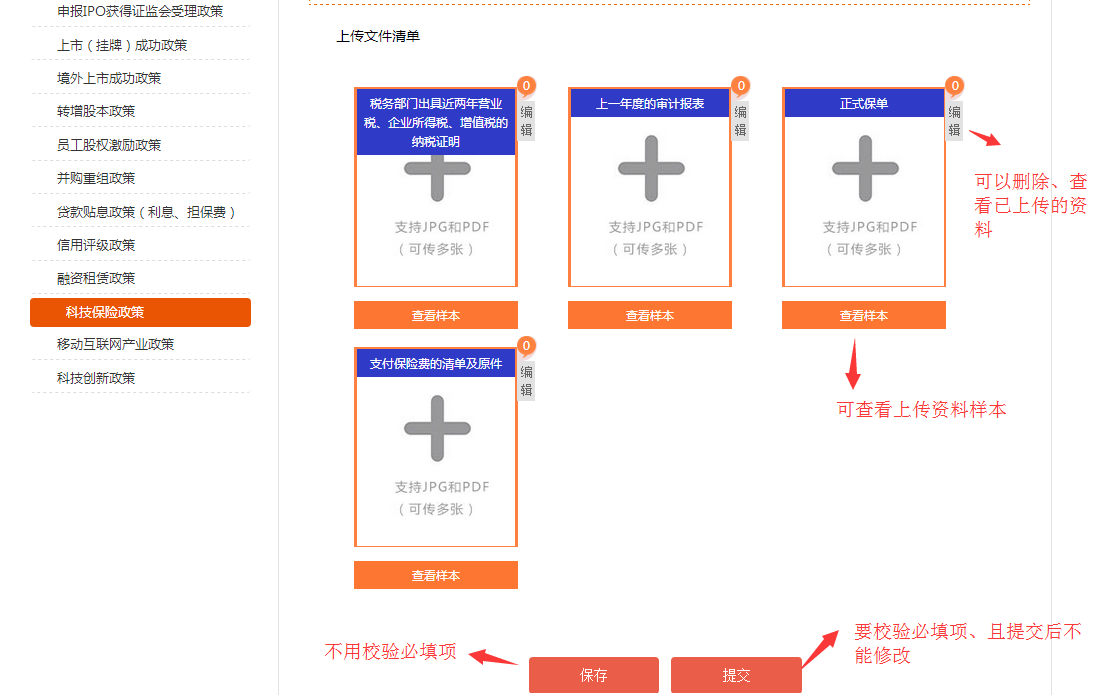 申报IPO获得证监会受理政策
上市（挂牌）成功政策
境外上市成功政策
转增股本政策
员工股权激励政策
并购重组政策
贷款贴息政策（利息、担保费）
信用评级政策
融资租赁政策
科技保险政策
移动互联网产业政策
科技创新政策
上传文件清单
0
税务部门出具近两年营业
税、企业所得税、增值税的
纳税证明
编
辑
支持JPG和PDF
（可传多张）
查看样本
0
上一年度的审计报表
编
辑
支持JPG和PDF
（可传多张）
查看样本
0
正式保单
编
辑
支持JPG和PDF
（可传多张）
查看样本
可以删除、查
看已上传的资
料
可查看上传资料样本
0
支付保险费的清单及原件
编
辑
支持JPG和PDF
（可传多张）
查看样本
不用校验必填项
保存
提交
要校验必填项、且提交后不
能修改